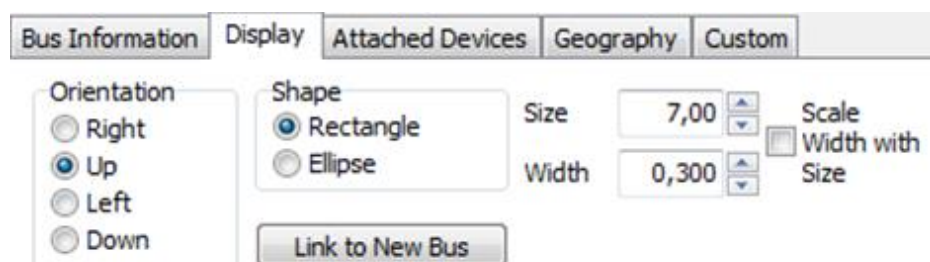 Bus Information Display Attached Devices Geography Custom
Orientation
Right
Up
Left
Down
Shape
Rectangle
Ellipse
Link to New Bus
Size 7,00
Width 0,300
Scale
Width with
Size